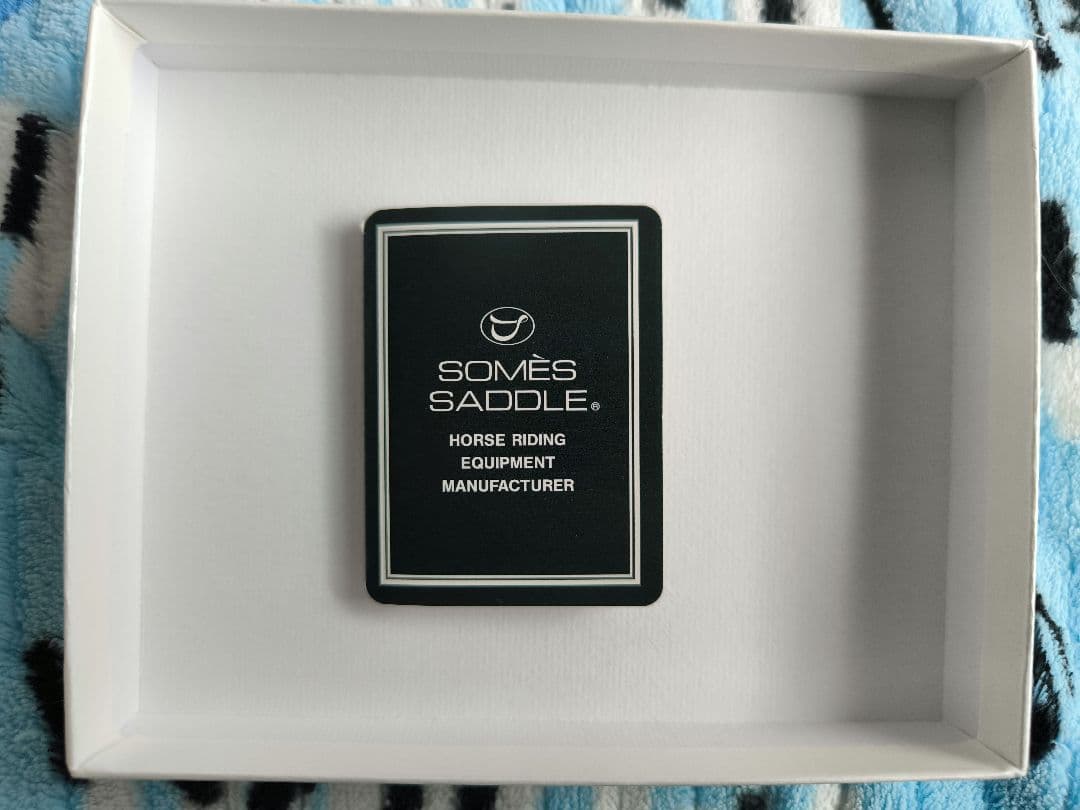 SOMÈS
SADDLE®
HORSE RIDING
EQUIPMENT
MANUFACTURER